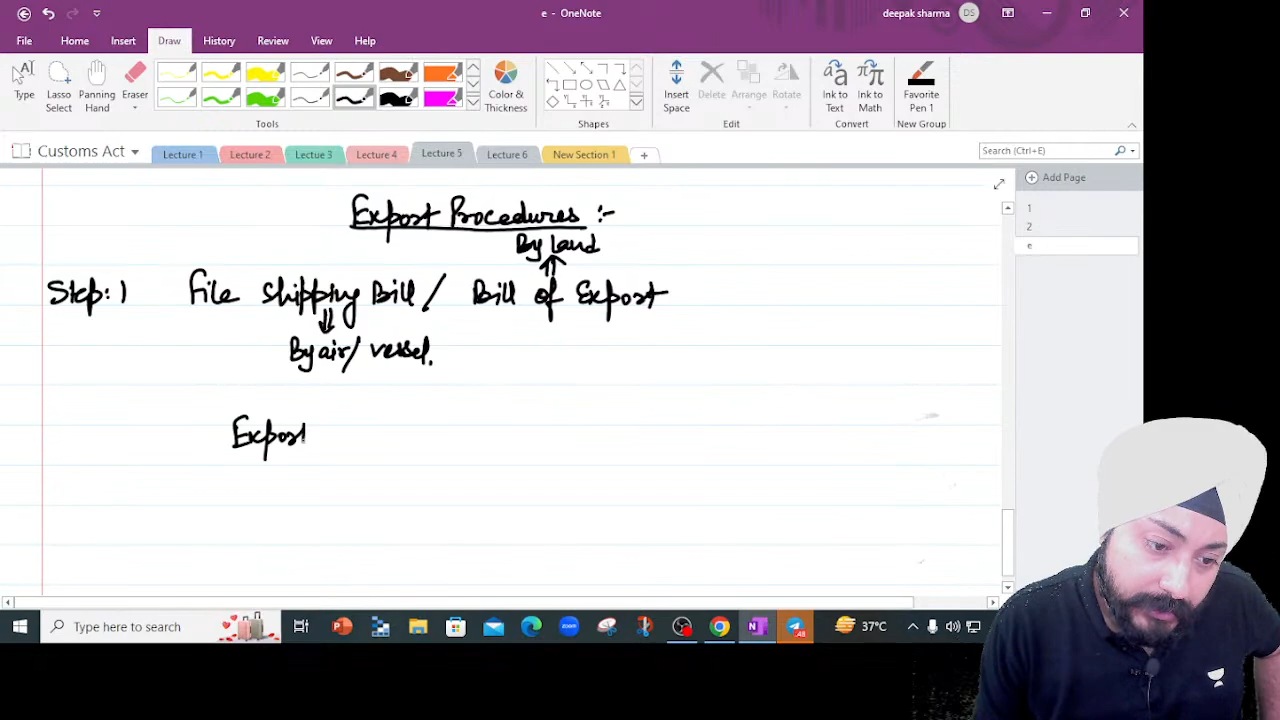 e - OneNote
deepak sharma DS
File Home Insert Draw History Review View Help
Type
Lasso Select
Panning Hand
Eraser
Color & Thickness
Insert Space
Delete
Arrange
Rotate
Ink to Text
Ink to Math
Favorite Pen 1
Tools
Shapes
Edit
Convert
New Group
Customs Act
Lecture 1 Lecture 2 Lectue 3 Lecture 4 Lecture 5 Lecture 6 New Section 1
Search (Ctrl+E)
Add Page
1
2
e
Export Procedures :-
By land
Step: 1 File Shipping Bill / Bill of Export
By air/ vessel.
Export
Type here to search
zoom
48
37°C